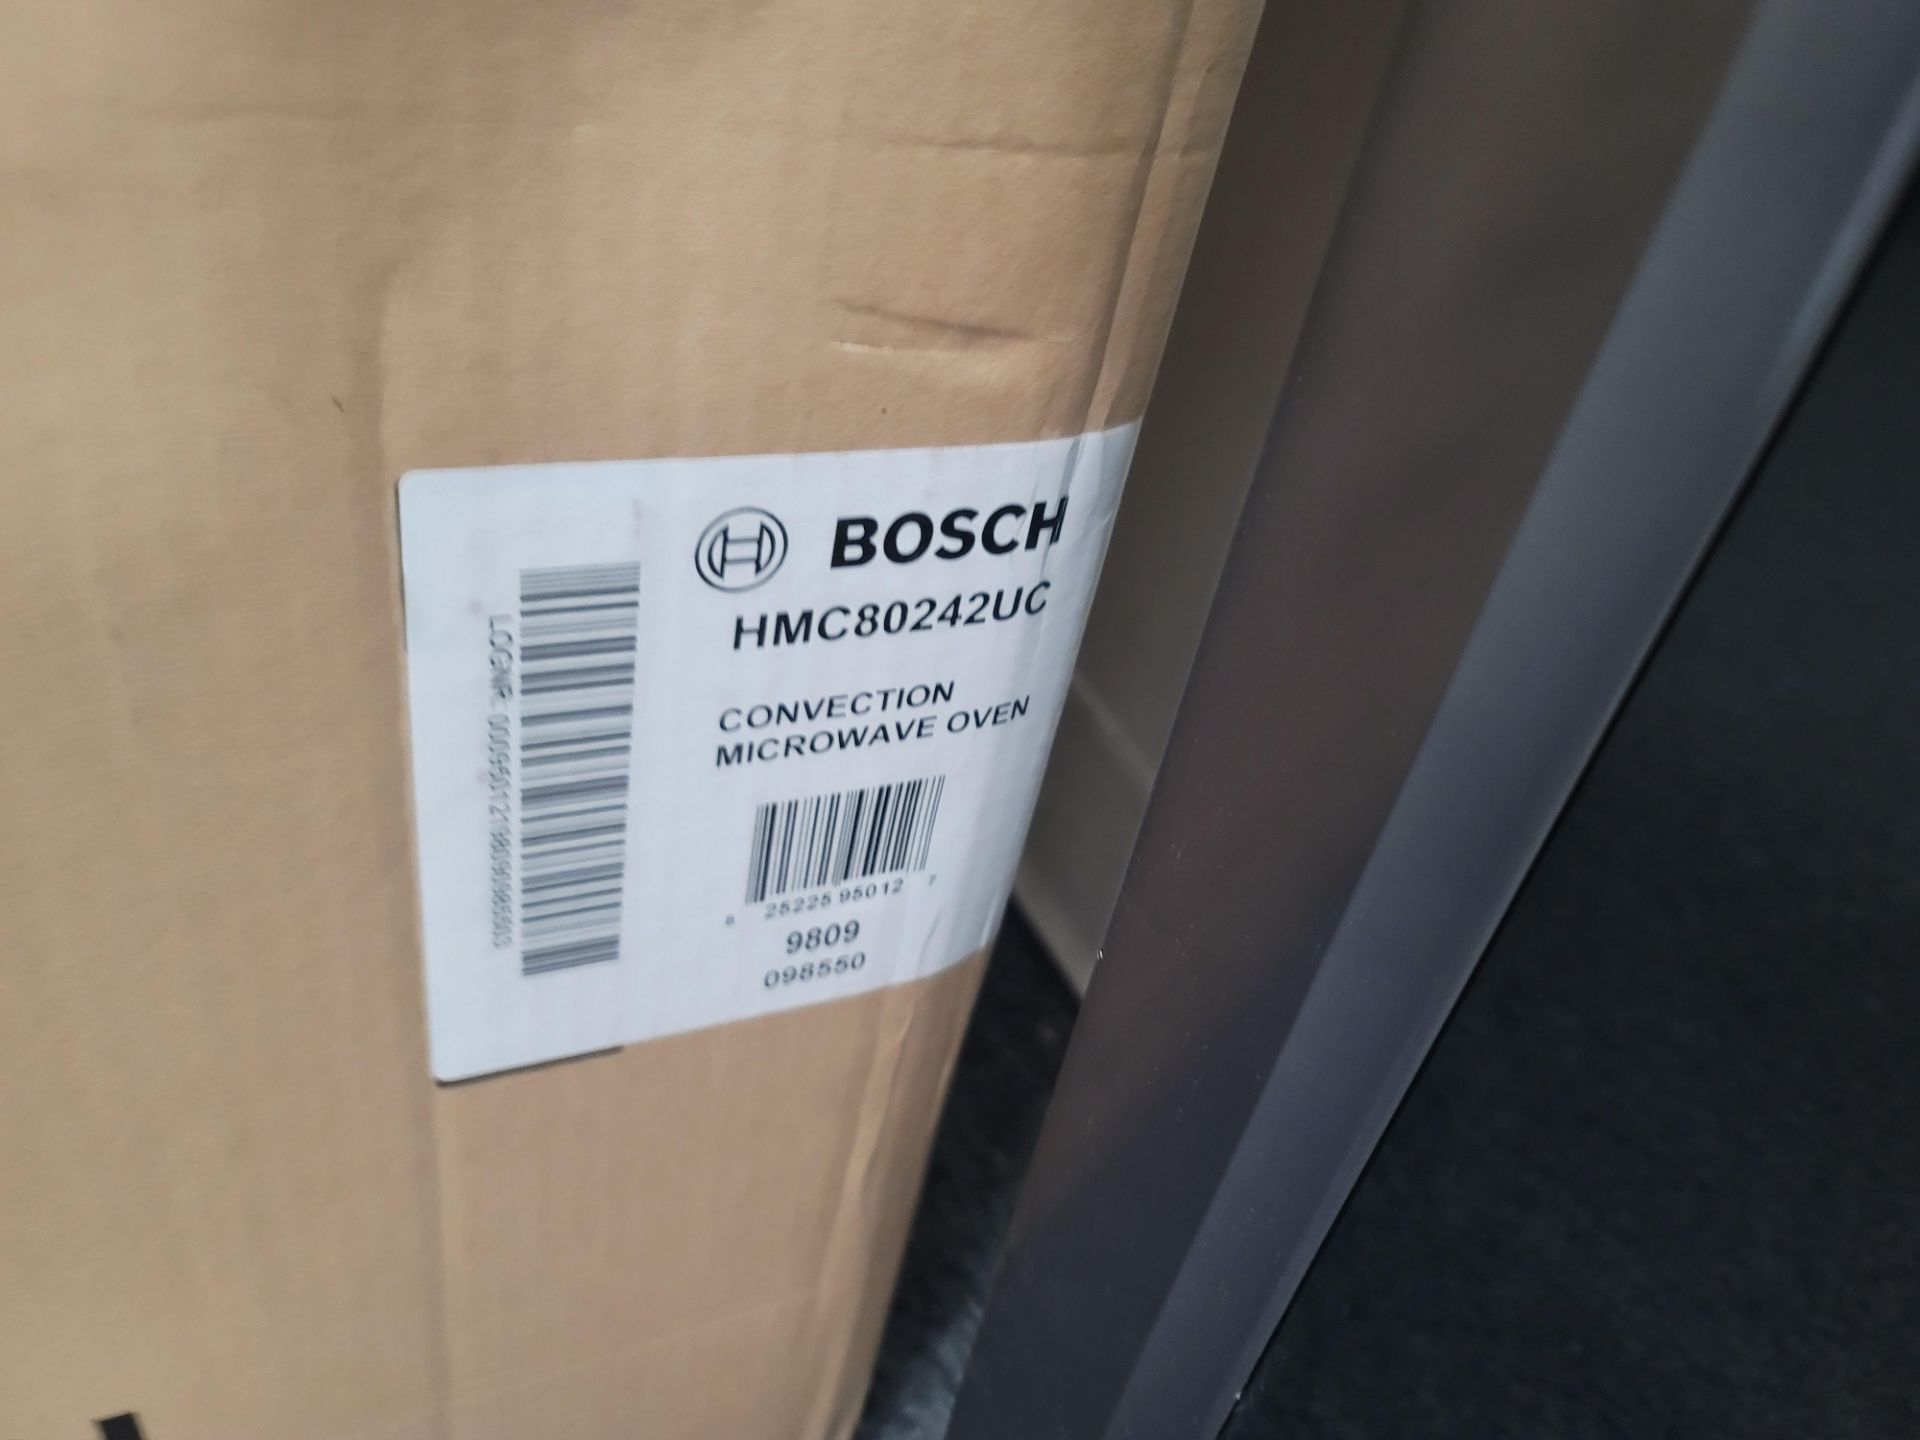 BOSCH
HMC80242UC
CONVECTION
MICROWAVE OVEN
8 25225 95012 7
9809
098550